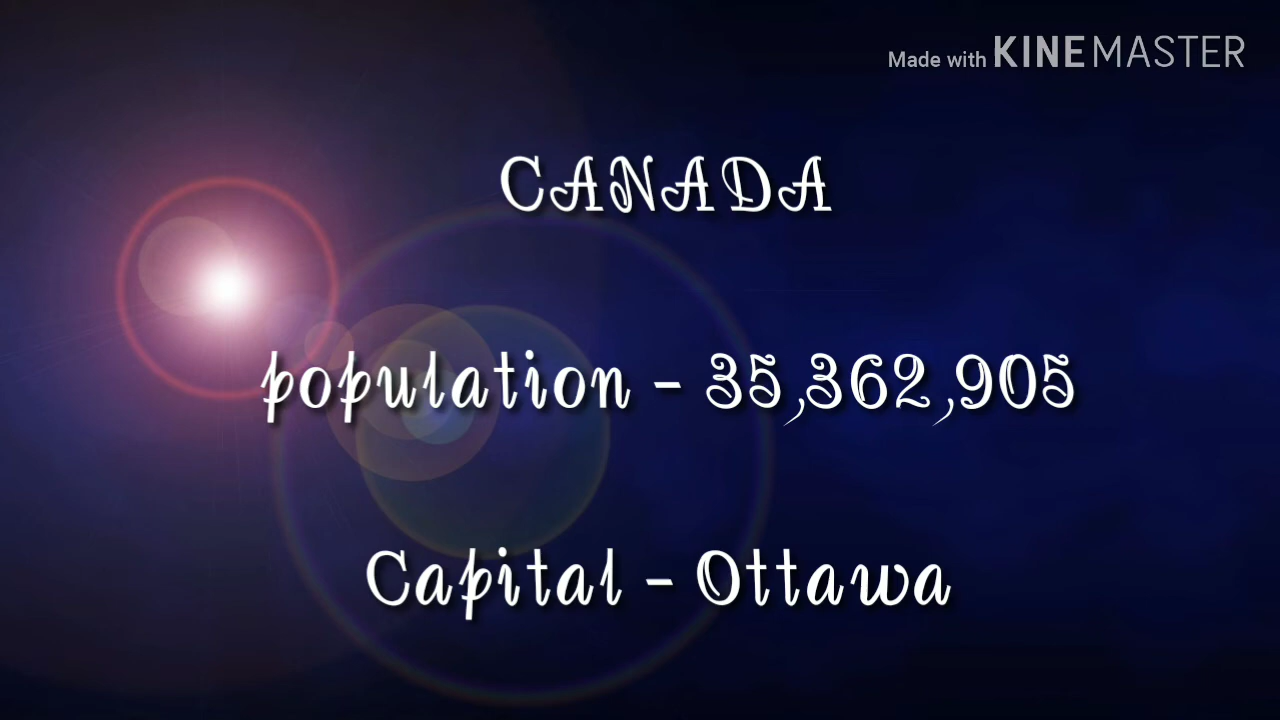 Made with KINEMASTER
CANADA
population - 35,362,905
Capital - Ottawa